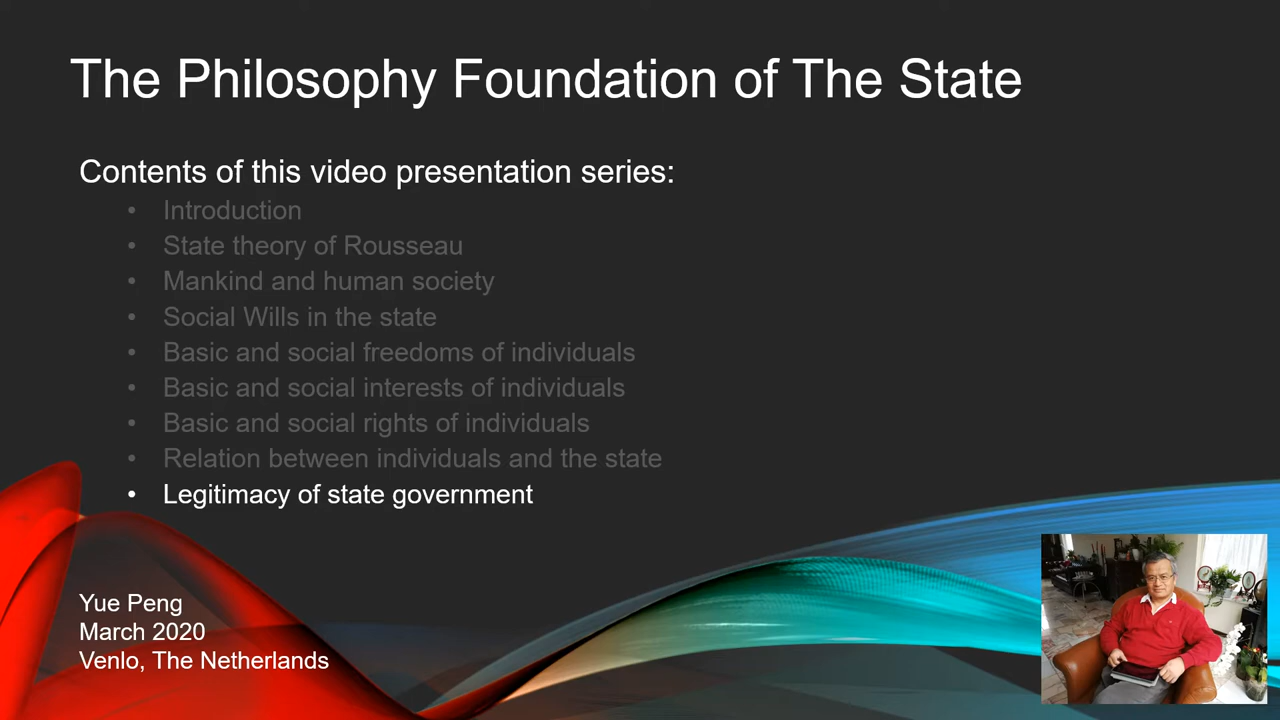 The Philosophy Foundation of The State
Contents of this video presentation series:
• Introduction
• State theory of Rousseau
• Mankind and human society
• Social Wills in the state
• Basic and social freedoms of individuals
• Basic and social interests of individuals
• Basic and social rights of individuals
• Relation between individuals and the state
• Legitimacy of state government
Yue Peng
March 2020
Venlo, The Netherlands